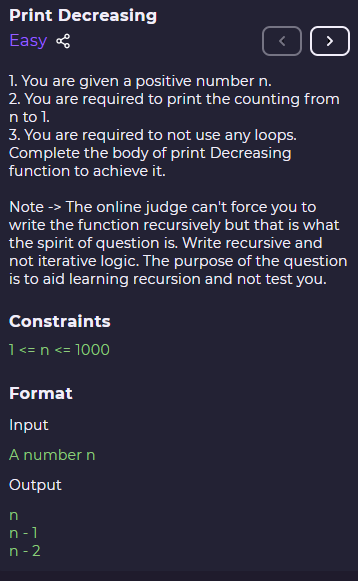 Print Decreasing
Easy
1. You are given a positive number n.
2. You are required to print the counting from
n to 1.
3. You are required to not use any loops.
Complete the body of print Decreasing
function to achieve it.
Note -> The online judge can't force you to
write the function recursively but that is what
the spirit of question is. Write recursive and
not iterative logic. The purpose of the question
is to aid learning recursion and not test you.
Constraints
1 <= n <= 1000
Format
Input
A number n
Output
n
n - 1
n - 2